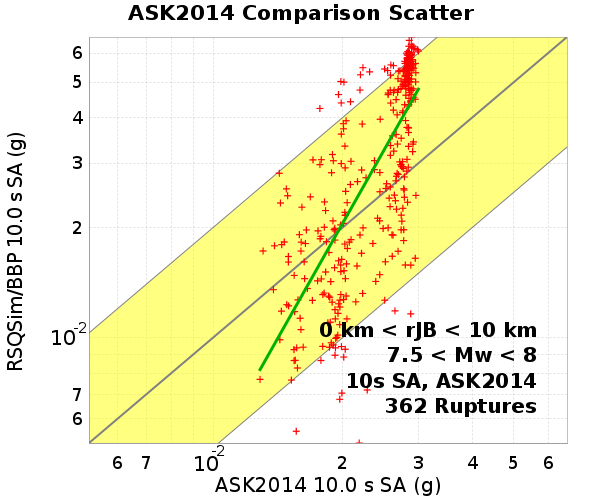 ASK2014 Comparison Scatter
RSQSim/BBP 10.0 s SA (g)
6
5
4
3
2
10-2
7
6
0 km < rJB < 10 km
7.5 < Mw < 8
10s SA, ASK2014
362 Ruptures
6 7 10-2 2 3 4 5 6
ASK2014 10.0 s SA (g)